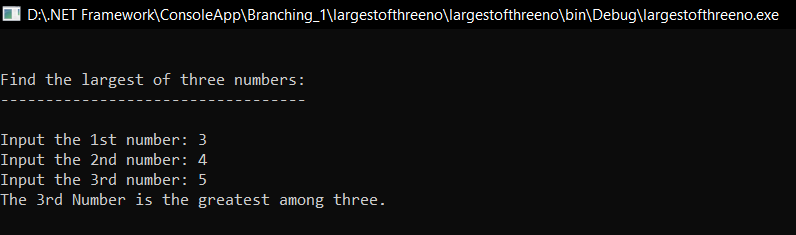 D:\.NET Framework\ConsoleApp\Branching_1\largestofthreeno\largestofthreeno\bin\Debug\largestofthreeno.exe
Find the largest of three numbers:
----------------------------------
Input the 1st number: 3
Input the 2nd number: 4
Input the 3rd number: 5
The 3rd Number is the greatest among three.